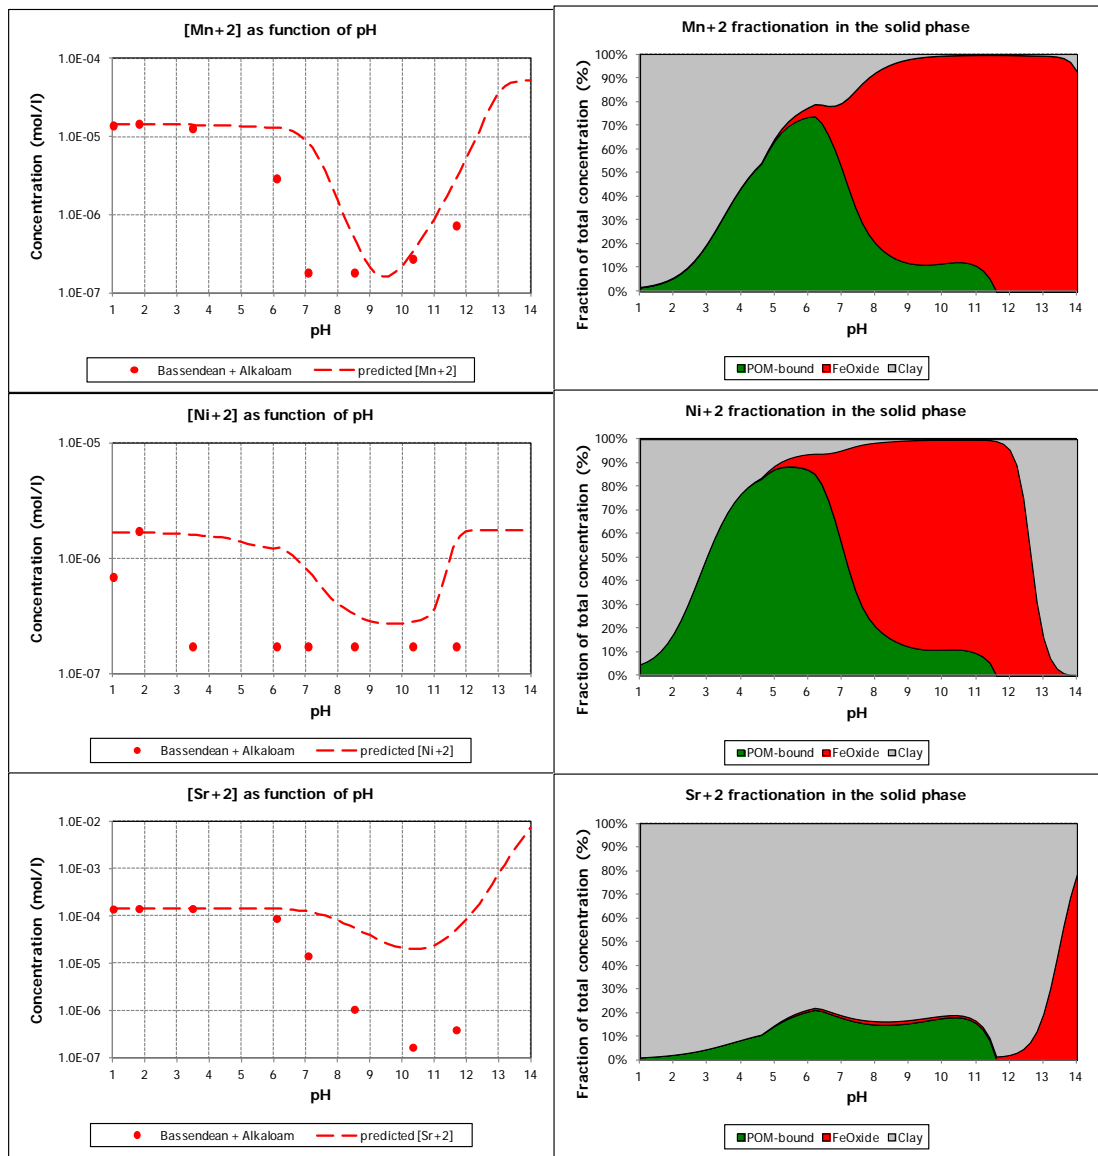 [Mn+2] as function of pH
1.0E-04
1.0E-05
1.0E-06
1.0E-07
Concentration (mol/l)
1 2 3 4 5 6 7 8 9 10 11 12 13 14
pH
Bassendean + Alkaloam predicted [Mn+2]
Mn+2 fractionation in the solid phase
100%
90%
80%
70%
60%
50%
40%
30%
20%
10%
0%
Fraction of total concentration (%)
1 2 3 4 5 6 7 8 9 10 11 12 13 14
pH
POM-bound FeOxide Clay
[Ni+2] as function of pH
1.0E-05
1.0E-06
1.0E-07
Concentration (mol/l)
1 2 3 4 5 6 7 8 9 10 11 12 13 14
pH
Bassendean + Alkaloam predicted [Ni+2]
Ni+2 fractionation in the solid phase
100%
90%
80%
70%
60%
50%
40%
30%
20%
10%
0%
Fraction of total concentration (%)
1 2 3 4 5 6 7 8 9 10 11 12 13 14
pH
POM-bound FeOxide Clay
[Sr+2] as function of pH
1.0E-02
1.0E-03
1.0E-04
1.0E-05
1.0E-06
1.0E-07
Concentration (mol/l)
1 2 3 4 5 6 7 8 9 10 11 12 13 14
pH
Bassendean + Alkaloam predicted [Sr+2]
Sr+2 fractionation in the solid phase
100%
90%
80%
70%
60%
50%
40%
30%
20%
10%
0%
Fraction of total concentration (%)
1 2 3 4 5 6 7 8 9 10 11 12 13 14
pH
POM-bound FeOxide Clay